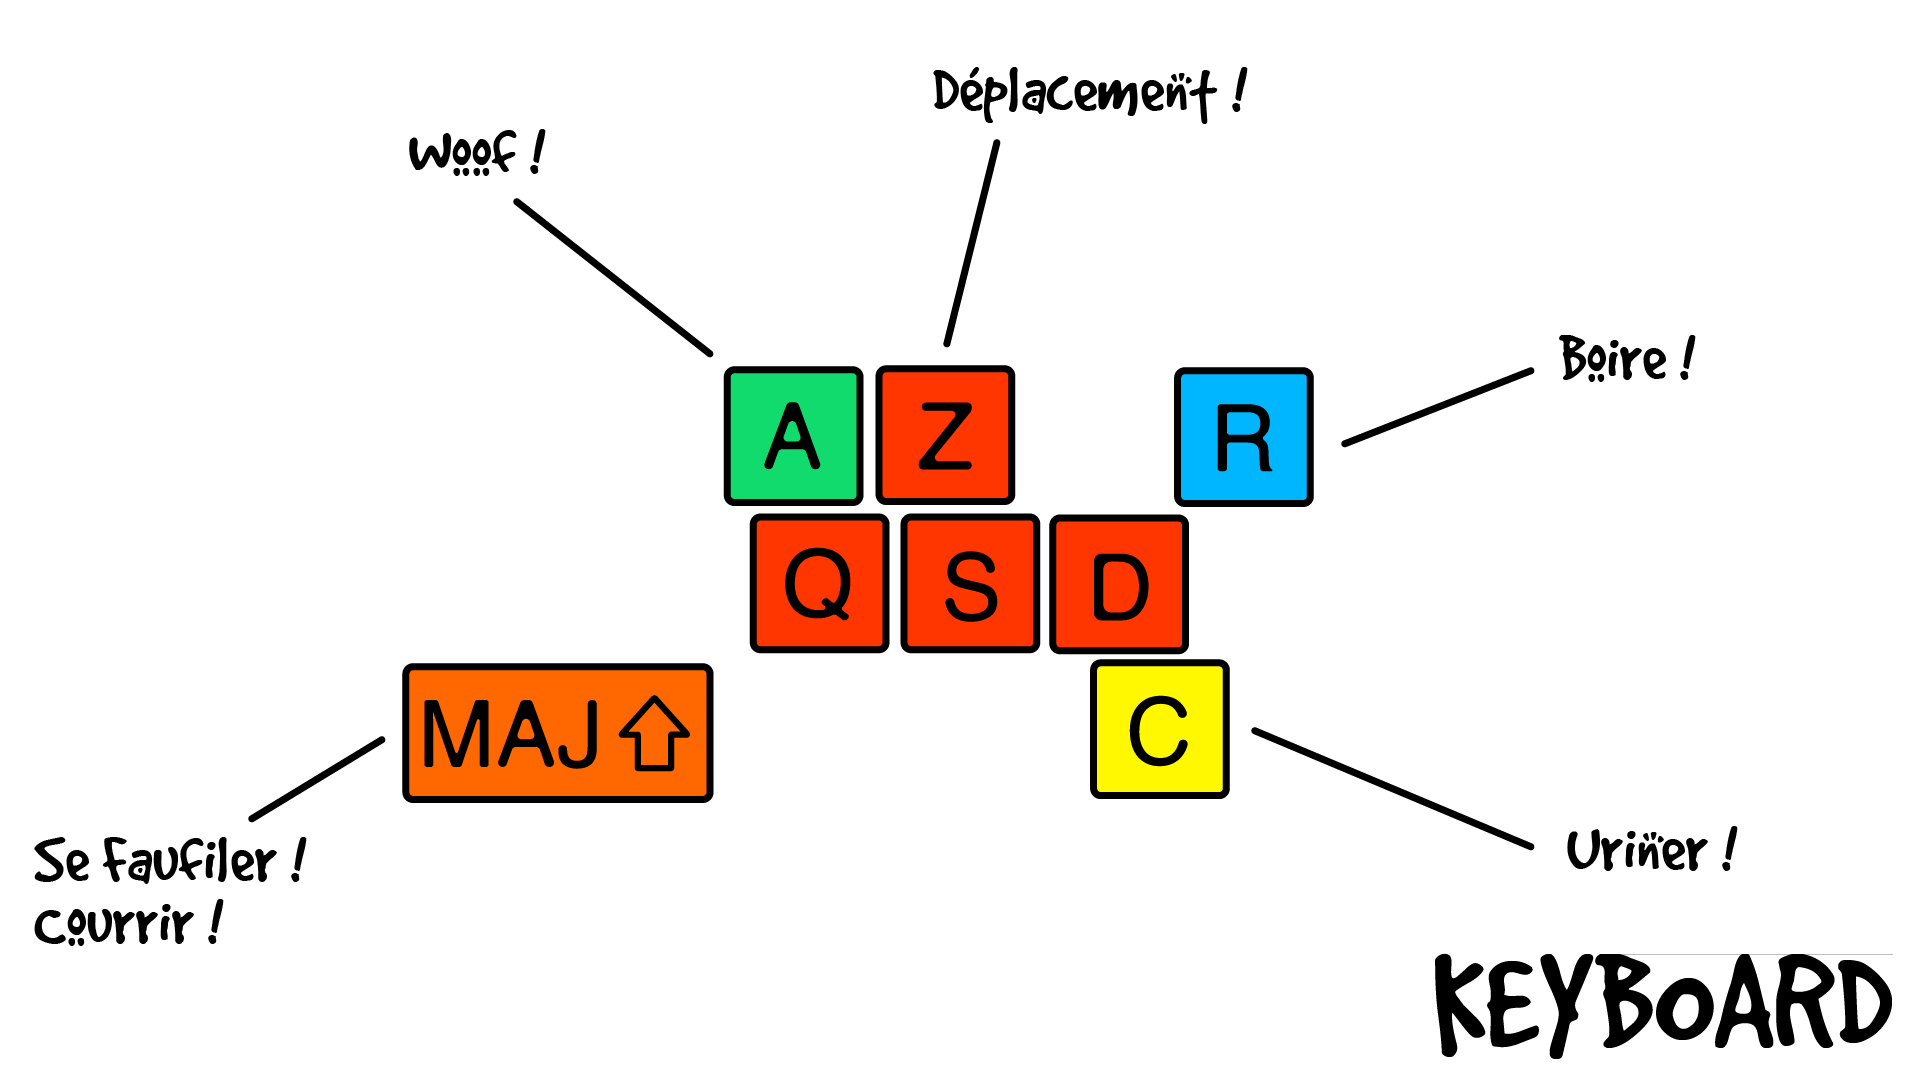 Déplacement !
Woof !
Boire !
A Z R
Q S D
MAJ C
Se faufiler !
courrir !
Uriner !
KEYBOARD